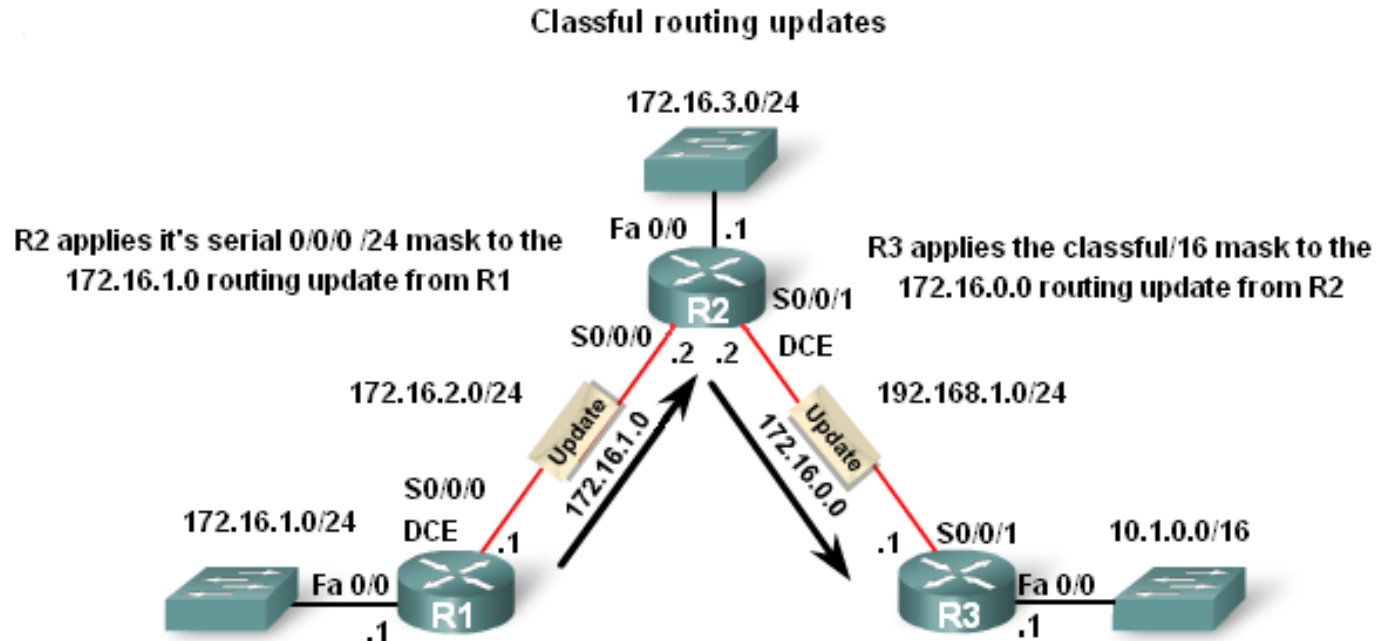 Classful routing updates
172.16.3.0/24
R2 applies it's serial 0/0/0 /24 mask to the
172.16.1.0 routing update from R1
Fa 0/0
.1
R3 applies the classful/16 mask to the
172.16.0.0 routing update from R2
R2
S0/0/1
S0/0/0
.2
.2
DCE
172.16.2.0/24
192.168.1.0/24
Update
172.16.1.0
Update
172.16.0.0
S0/0/0
DCE
172.16.1.0/24
.1
.1
S0/0/1
10.1.0.0/16
Fa 0/0
R1
.1
R3
Fa 0/0
.1